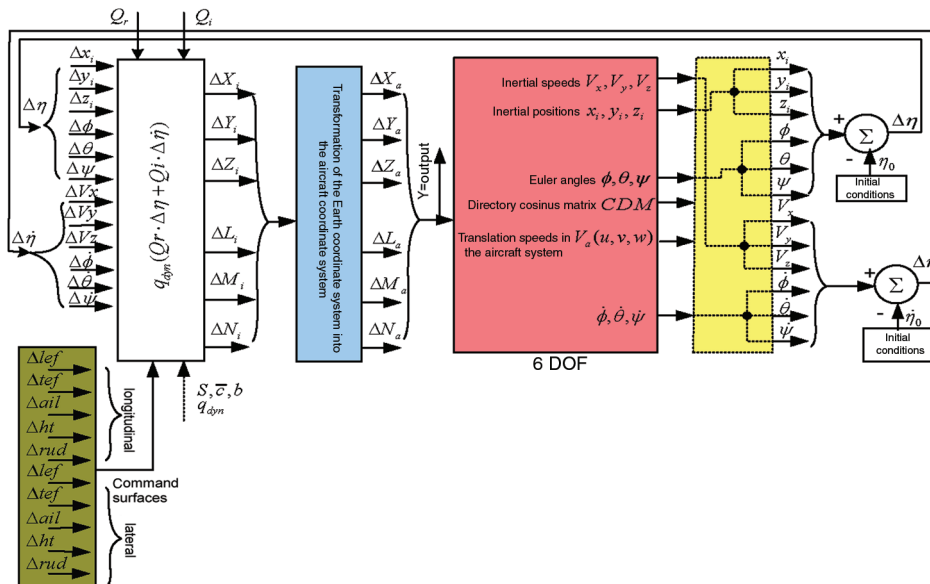 Q_r
Q_i
Δη
Δη̇
Δx_i
Δy_i
Δz_i
Δϕ
Δθ
Δψ
ΔVx
ΔVy
ΔVz
Δϕ̇
Δθ̇
Δψ̇
q_dyn(Qr · Δη + Qi · Δη̇)
ΔX_i
ΔY_i
ΔZ_i
ΔL_i
ΔM_i
ΔN_i
Transformation of the Earth coordinate system into
the aircraft coordinate system
ΔX_a
ΔY_a
ΔZ_a
ΔL_a
ΔM_a
ΔN_a
Y=output
Inertial speeds V_x, V_y, V_z
Inertial positions x_i, y_i, z_i
Euler angles ϕ, θ, ψ
Directory cosinus matrix CDM
Translation speeds in V_a(u, v, w)
the aircraft system
ϕ̇, θ̇, ψ̇
6 DOF
x_i
y_i
z_i
ϕ
θ
ψ
V_x
V_y
V_z
ϕ̇
θ̇
ψ̇
+
Σ
-
η_0
Initial
conditions
Δη
+
Σ
-
η̇_0
Initial
conditions
S, c̅, b
q_dyn
Δlef
Δtef
Δail
Δht
Δrud
Δlef
Δtef
Δail
Δht
Δrud
longitudinal
Command
surfaces
lateral